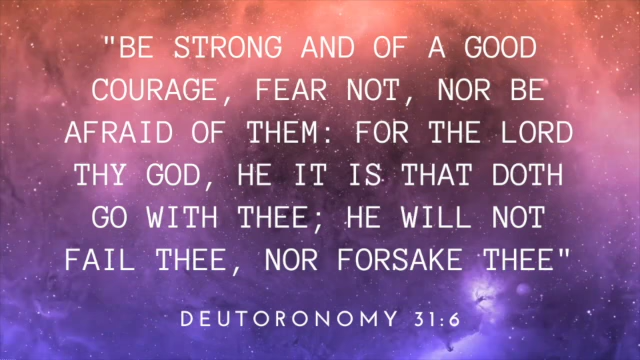 "BE STRONG AND OF A GOOD
COURAGE, FEAR NOT, NOR BE
AFRAID OF THEM: FOR THE LORD
THY GOD, HE IT IS THAT DOTH
GO WITH THEE; HE WILL NOT
FAIL THEE, NOR FORSAKE THEE"
DEUTORONOMY 31:6